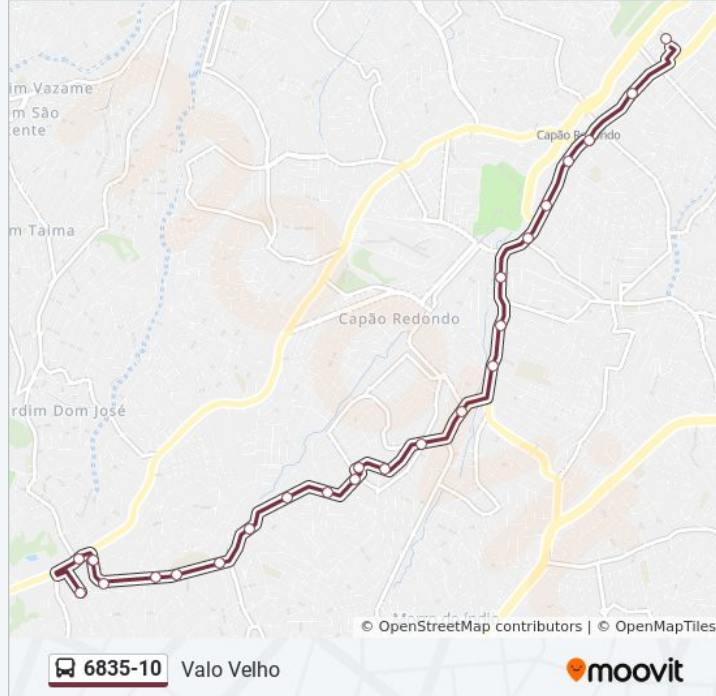 im Vazame
m São
ente
Capão Redondo
m Taima
Capão Redondo
rdim Dom José
© OpenStreetMap contributors | © OpenMapTiles
6835-10 Valo Velho
moovit